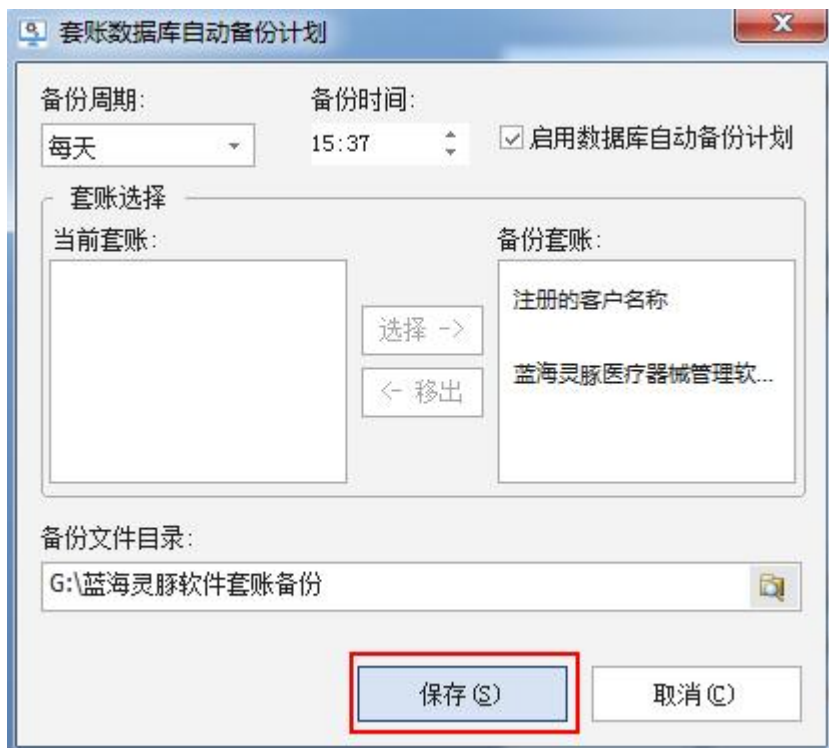 套账数据库自动备份计划
备份周期: 备份时间:
每天 15:37 启用数据库自动备份计划
套账选择
当前套账: 备份套账:
注册的客户名称
选择 ->
蓝海灵豚医疗器械管理软...
<- 移出
备份文件目录:
G:\蓝海灵豚软件套账备份
保存(S) 取消(C)